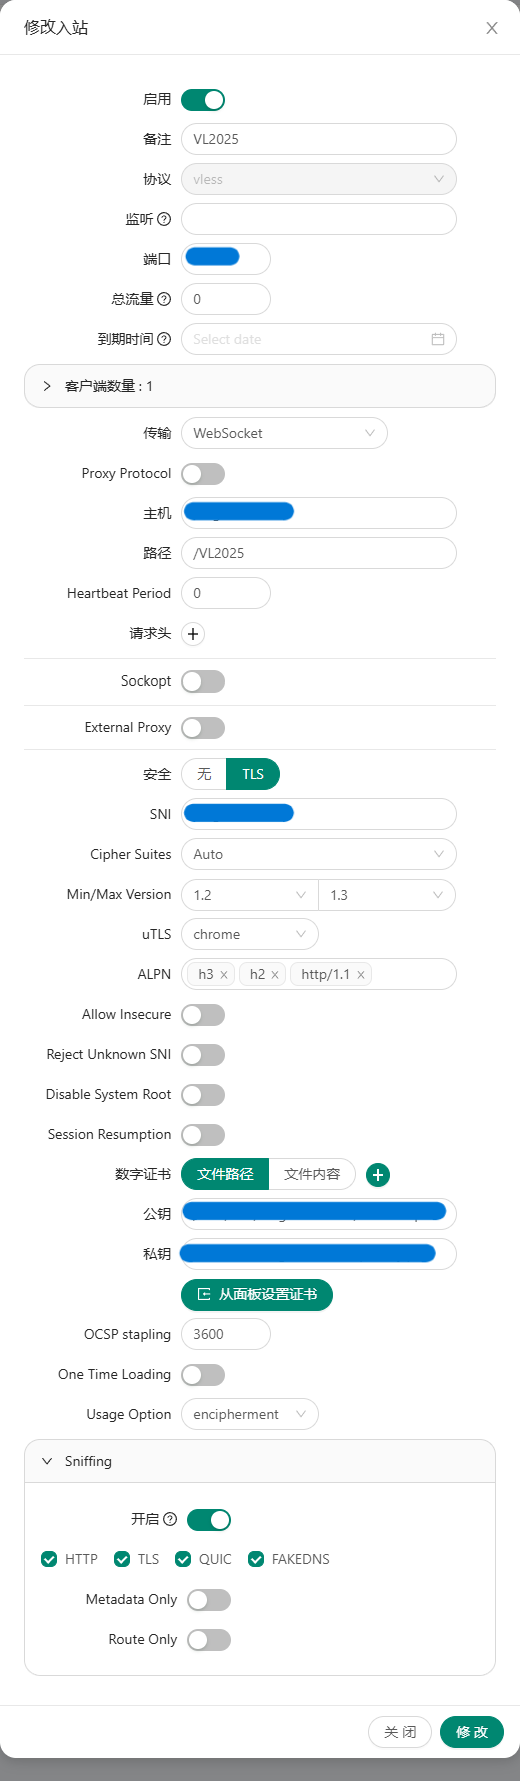 修改入站
启用
备注 VL2025
协议 vless
监听
端口
总流量 0
到期时间 Select date
客户端数量 : 1
传输 WebSocket
Proxy Protocol
主机
路径 /VL2025
Heartbeat Period 0
请求头
Sockopt
External Proxy
安全 无 TLS
SNI
Cipher Suites Auto
Min/Max Version 1.2 1.3
uTLS chrome
ALPN h3 h2 http/1.1
Allow Insecure
Reject Unknown SNI
Disable System Root
Session Resumption
数字证书 文件路径 文件内容
公钥
私钥
从面板设置证书
OCSP stapling 3600
One Time Loading
Usage Option encipherment
Sniffing
开启
HTTP TLS QUIC FAKEDNS
Metadata Only
Route Only
关 闭 修 改